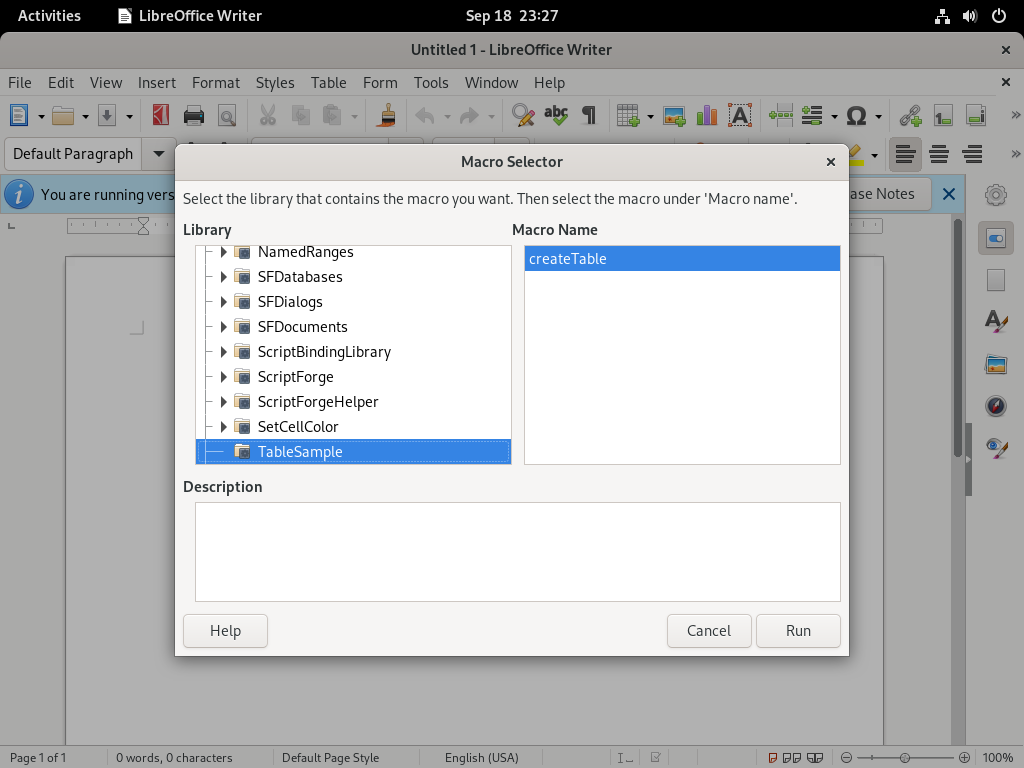 Activities LibreOffice Writer Sep 18 23:27
Untitled 1 - LibreOffice Writer
File Edit View Insert Format Styles Table Form Tools Window Help
Default Paragraph
You are running vers
ase Notes
Macro Selector
Select the library that contains the macro you want. Then select the macro under 'Macro name'.
Library
NamedRanges
SFDatabases
SFDialogs
SFDocuments
ScriptBindingLibrary
ScriptForge
ScriptForgeHelper
SetCellColor
TableSample
Macro Name
createTable
Description
Help Cancel Run
Page 1 of 1 0 words, 0 characters Default Page Style English (USA) 100%